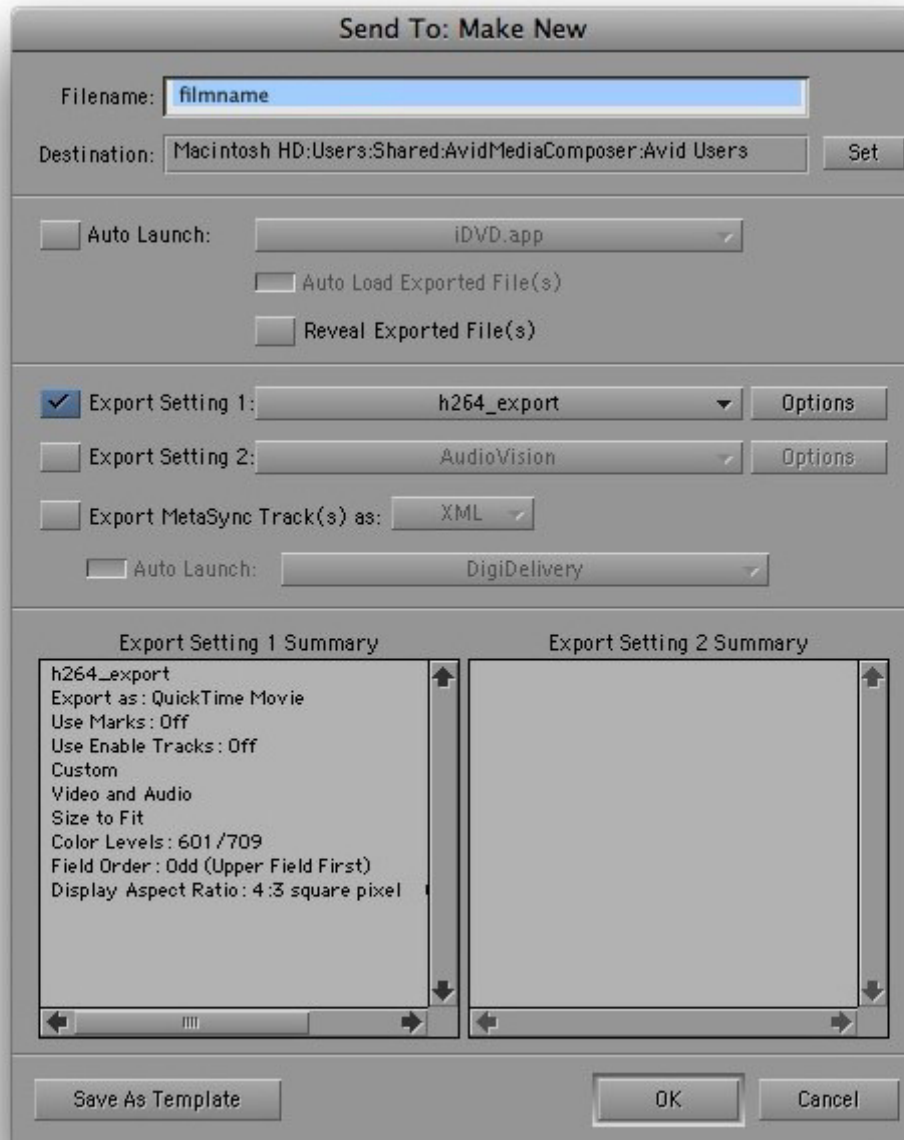 Send To: Make New
Filename: filmname
Destination: Macintosh HD:Users:Shared:AvidMediaComposer:Avid Users Set
Auto Launch: iDVD.app
Auto Load Exported File(s)
Reveal Exported File(s)
Export Setting 1: h264_export Options
Export Setting 2: AudioVision Options
Export MetaSync Track(s) as: XML
Auto Launch: DigiDelivery
Export Setting 1 Summary
h264_export
Export as: QuickTime Movie
Use Marks: Off
Use Enable Tracks: Off
Custom
Video and Audio
Size to Fit
Color Levels: 601/709
Field Order: Odd (Upper Field First)
Display Aspect Ratio: 4:3 square pixel
Export Setting 2 Summary
Save As Template OK Cancel